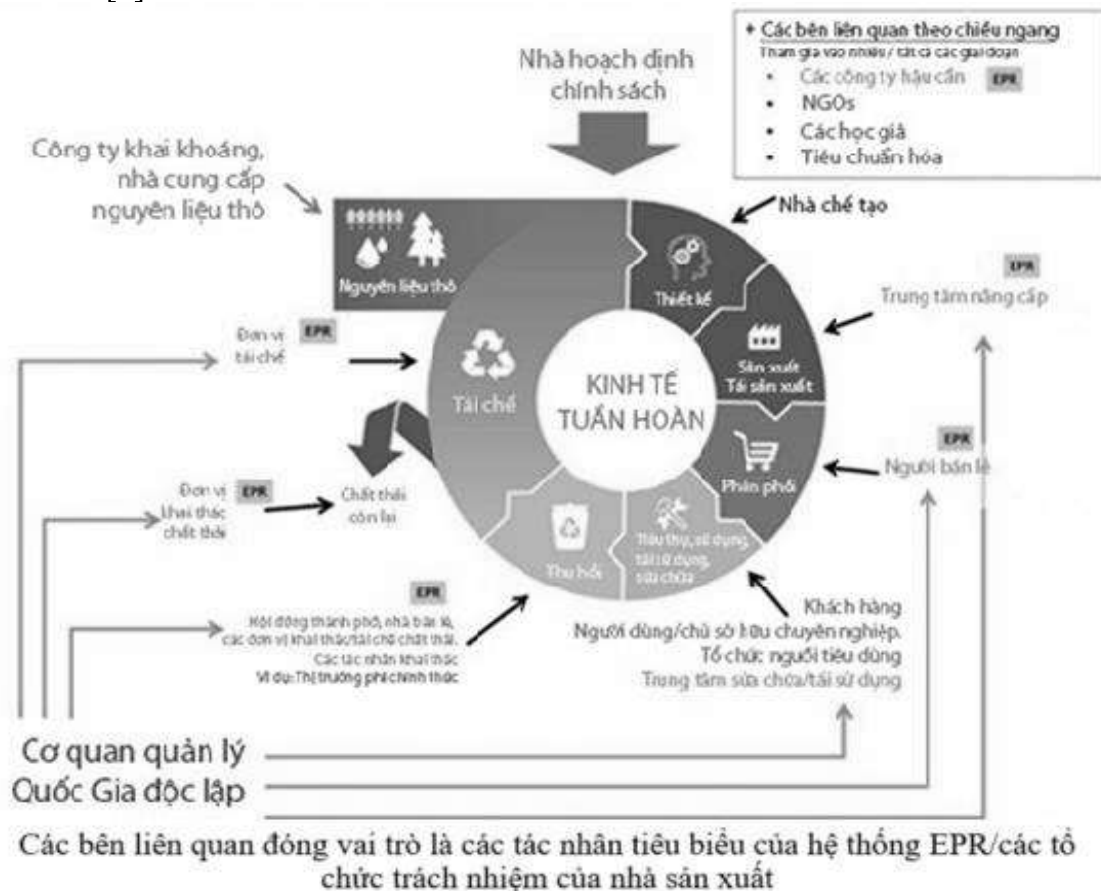 + Các bên liên quan theo chiều ngang
Tham gia vào nhiều / tất cả các giai đoạn
• Các công ty hậu cần EPR
• NGOs
• Các học giả
• Tiêu chuẩn hóa
Nhà hoạch định
chính sách
Công ty khai khoáng,
nhà cung cấp
nguyên liệu thô
Nhà chế tạo
Nguyên liệu thô
Thiết kế
EPR
Trung tâm nâng cấp
Đơn vị
tái chế
EPR
Sản xuất
Tái sản xuất
KINH TẾ
TUẦN HOÀN
Tái chế
EPR
Người bán lẻ
Phân phối
Đơn vị
khai thác
chất thải
EPR
Chất thải
còn lại
Tiêu thụ, sử dụng,
tái sử dụng,
sửa chữa
Thu hồi
EPR
Hội đồng thành phố, nhà bán lẻ,
các đơn vị khai thác/tái chế chất thải.
Các tác nhân khai thác
Ví dụ: Thị trường phi chính thức
Khách hàng
Người dùng/chủ sở hữu chuyên nghiệp.
Tổ chức người tiêu dùng
Trung tâm sửa chữa/tái sử dụng
Cơ quan quản lý
Quốc Gia độc lập
Các bên liên quan đóng vai trò là các tác nhân tiêu biểu của hệ thống EPR/các tổ
chức trách nhiệm của nhà sản xuất